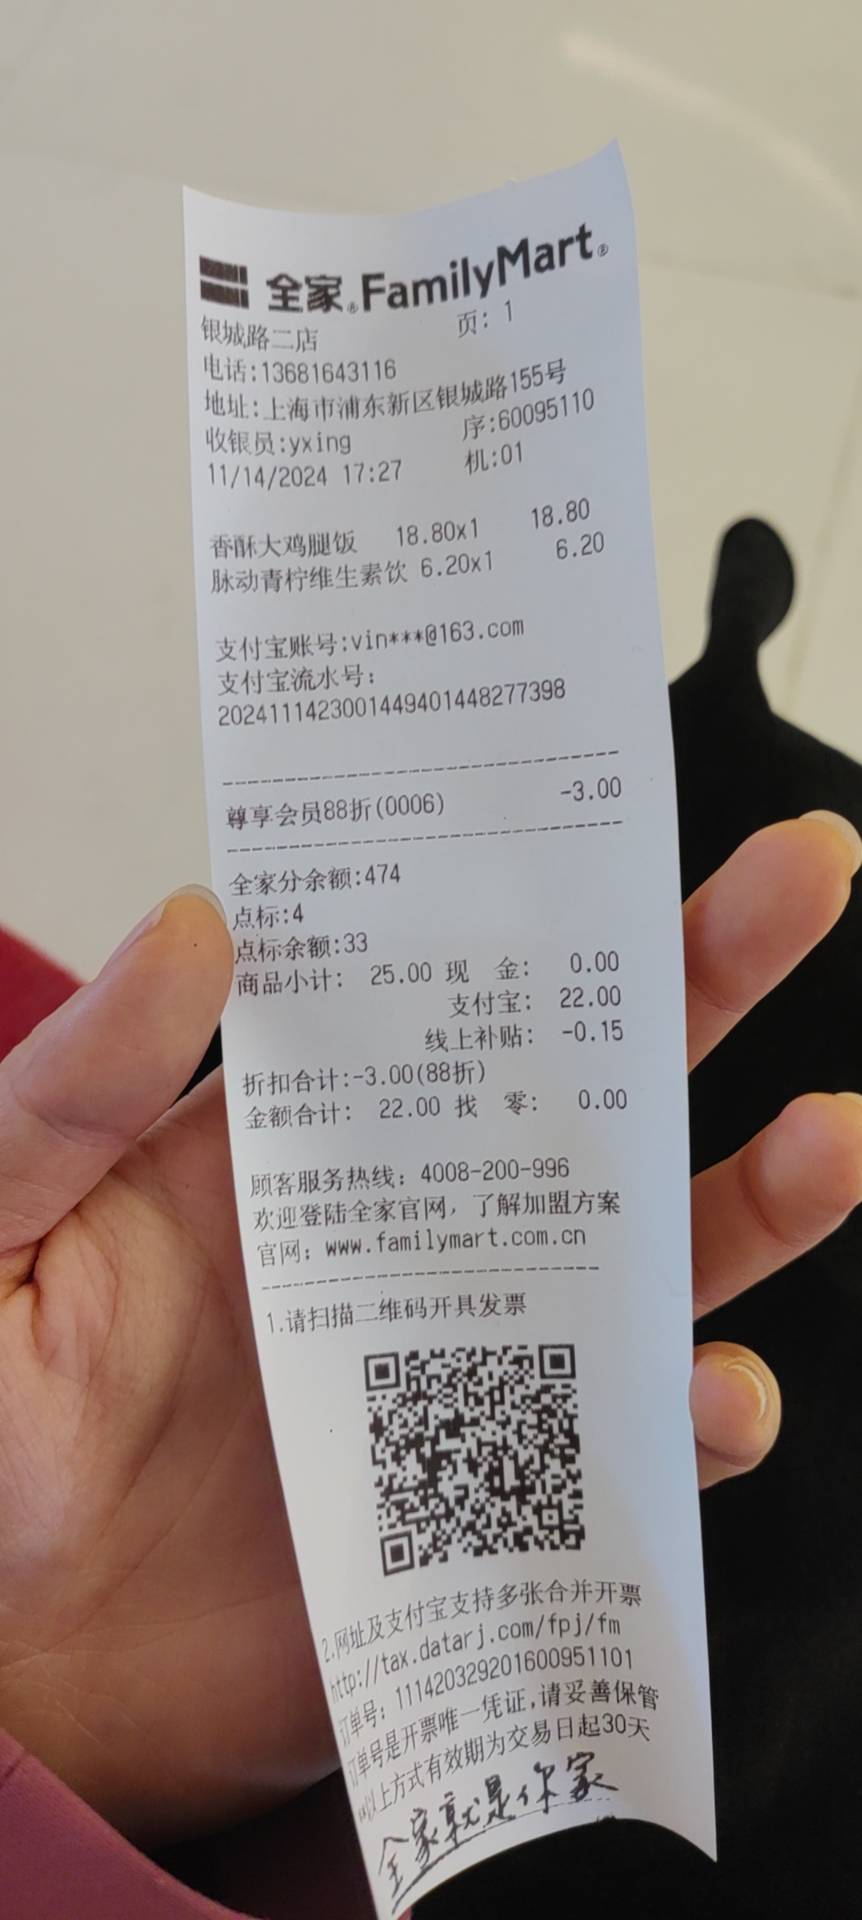 全家®FamilyMart®
银城路二店 页: 1
电话:13681643116
地址:上海市浦东新区银城路155号
收银员:yxing 序:60095110
11/14/2024 17:27 机:01
香酥大鸡腿饭 18.80x1 18.80
脉动青柠维生素饮 6.20x1 6.20
支付宝账号:vin***@163.com
支付宝流水号:
2024111423001449401448277398
尊享会员88折(0006) -3.00
全家分余额:474
点标:4
点标余额:33
商品小计: 25.00 现 金: 0.00
支付宝: 22.00
线上补贴: -0.15
折扣合计:-3.00(88折)
金额合计: 22.00 找 零: 0.00
顾客服务热线: 4008-200-996
欢迎登陆全家官网，了解加盟方案
官网: www.familymart.com.cn
1.请扫描二维码开具发票
2.网址及支付宝支持多张合并开票
http://tax.datarj.com/fpj/fm
订单号: 111420329201600951101
订单号是开票唯一凭证,请妥善保管
**以上方式有效期为交易日起30天
全家就是你家